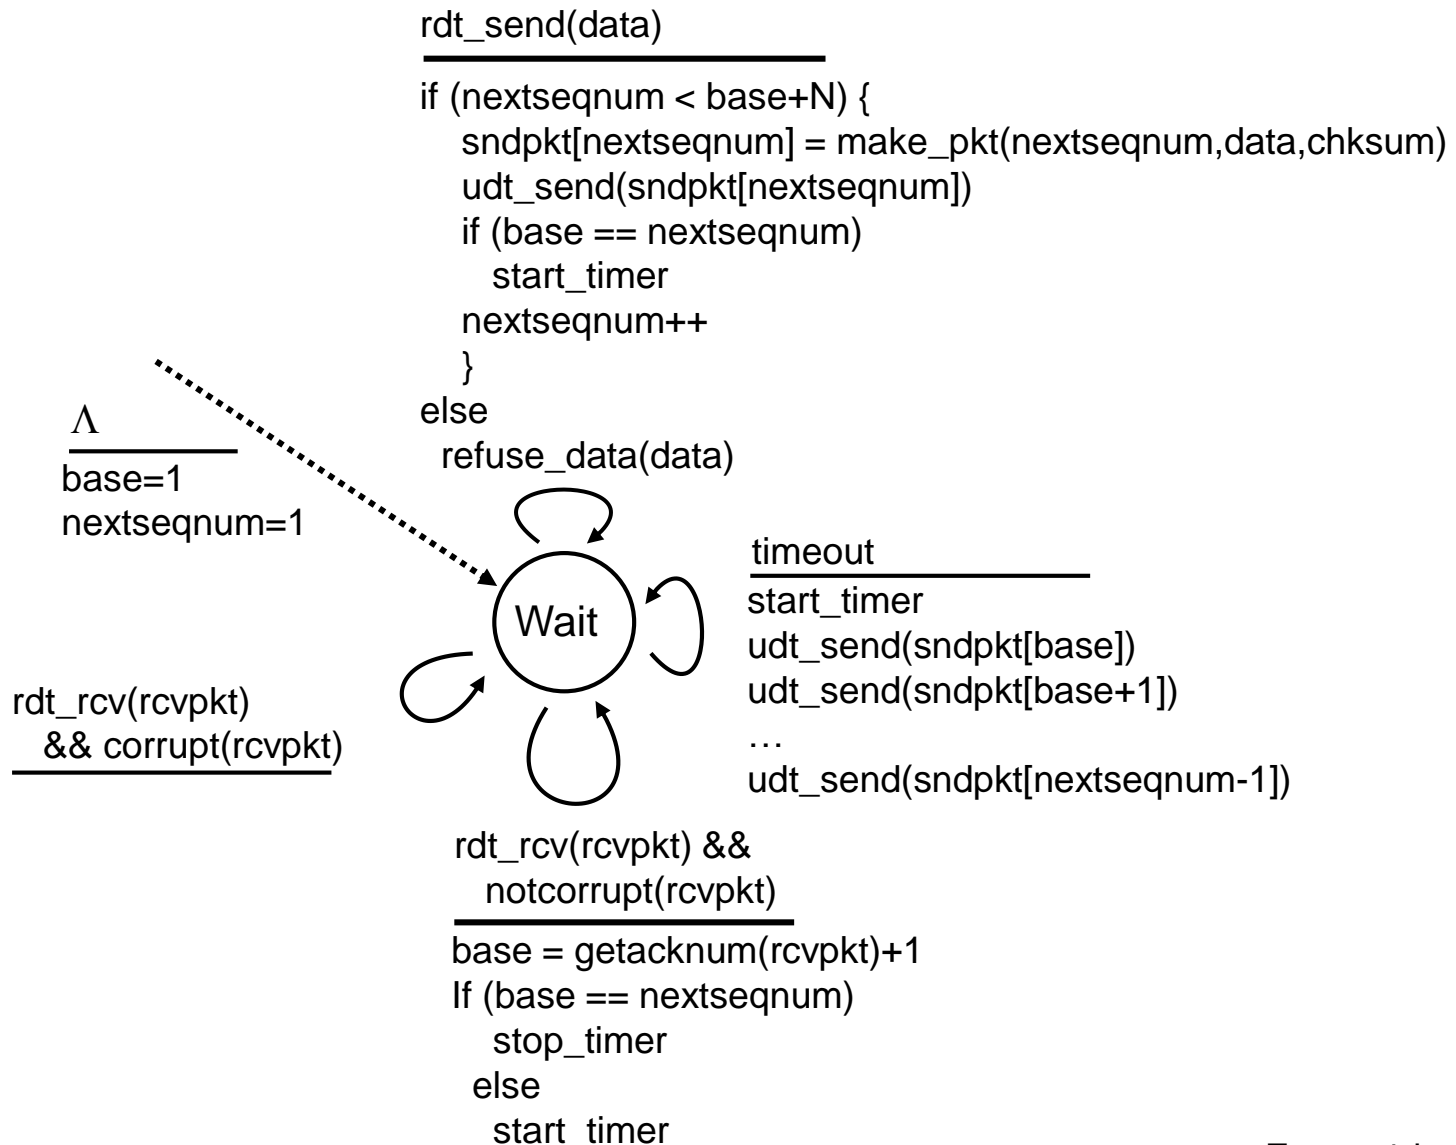 rdt_send(data)
if (nextseqnum < base+N) {
sndpkt[nextseqnum] = make_pkt(nextseqnum,data,chksum)
udt_send(sndpkt[nextseqnum])
if (base == nextseqnum)
start_timer
nextseqnum++
}
else
refuse_data(data)
Λ
base=1
nextseqnum=1
Wait
timeout
start_timer
udt_send(sndpkt[base])
udt_send(sndpkt[base+1])
…
udt_send(sndpkt[nextseqnum-1])
rdt_rcv(rcvpkt)
&& corrupt(rcvpkt)
rdt_rcv(rcvpkt) &&
notcorrupt(rcvpkt)
base = getacknum(rcvpkt)+1
If (base == nextseqnum)
stop_timer
else
start_timer